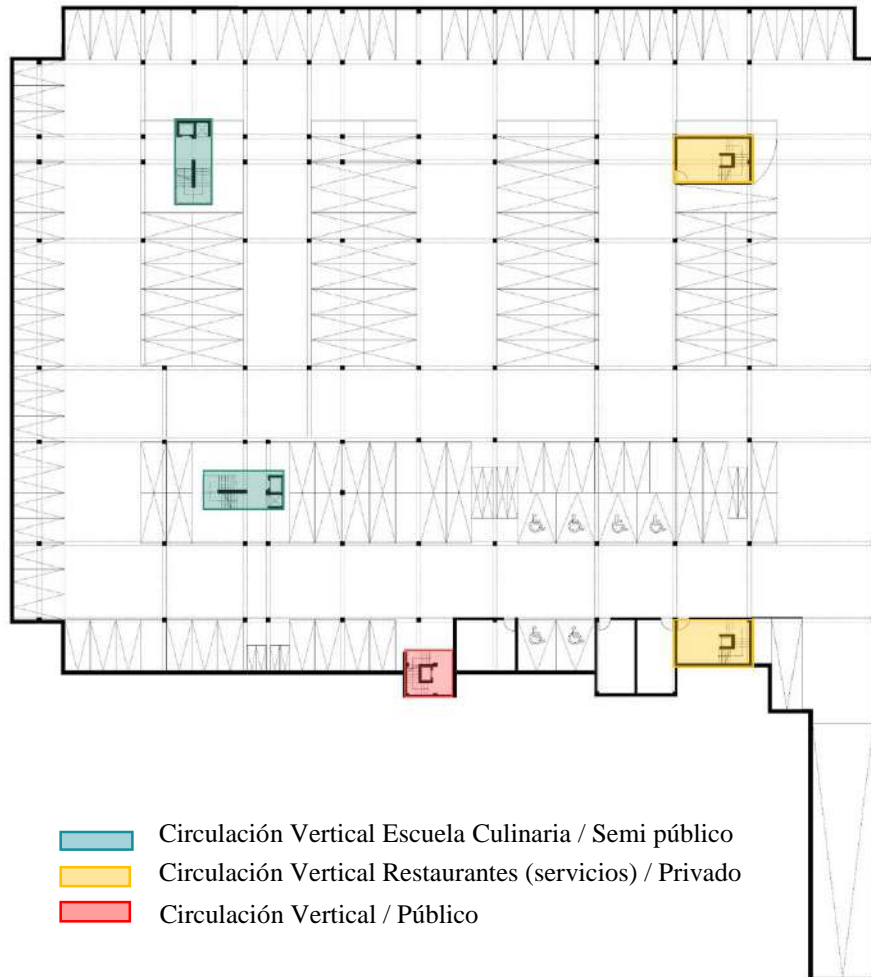 Circulación Vertical Escuela Culinaria / Semi público
Circulación Vertical Restaurantes (servicios) / Privado
Circulación Vertical / Público